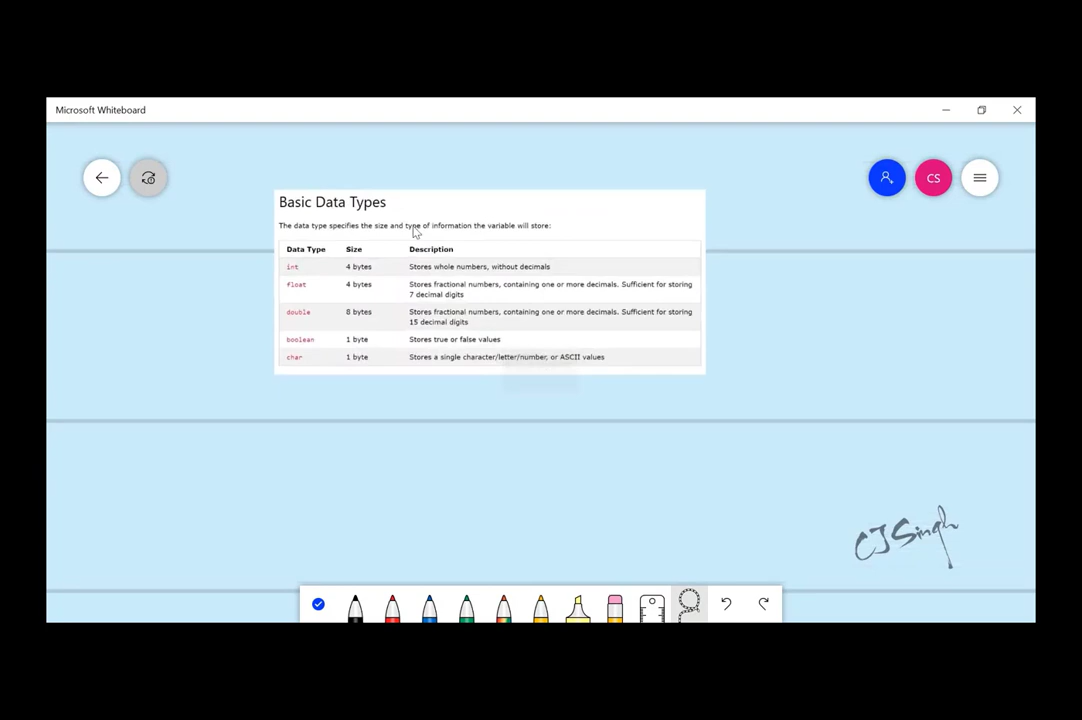 Microsoft Whiteboard
CS
Basic Data Types
The data type specifies the size and type of information the variable will store:
Data Type Size Description
int 4 bytes Stores whole numbers, without decimals
float 4 bytes Stores fractional numbers, containing one or more decimals. Sufficient for storing
7 decimal digits
double 8 bytes Stores fractional numbers, containing one or more decimals. Sufficient for storing
15 decimal digits
boolean 1 byte Stores true or false values
char 1 byte Stores a single character/letter/number, or ASCII values
CJSingh